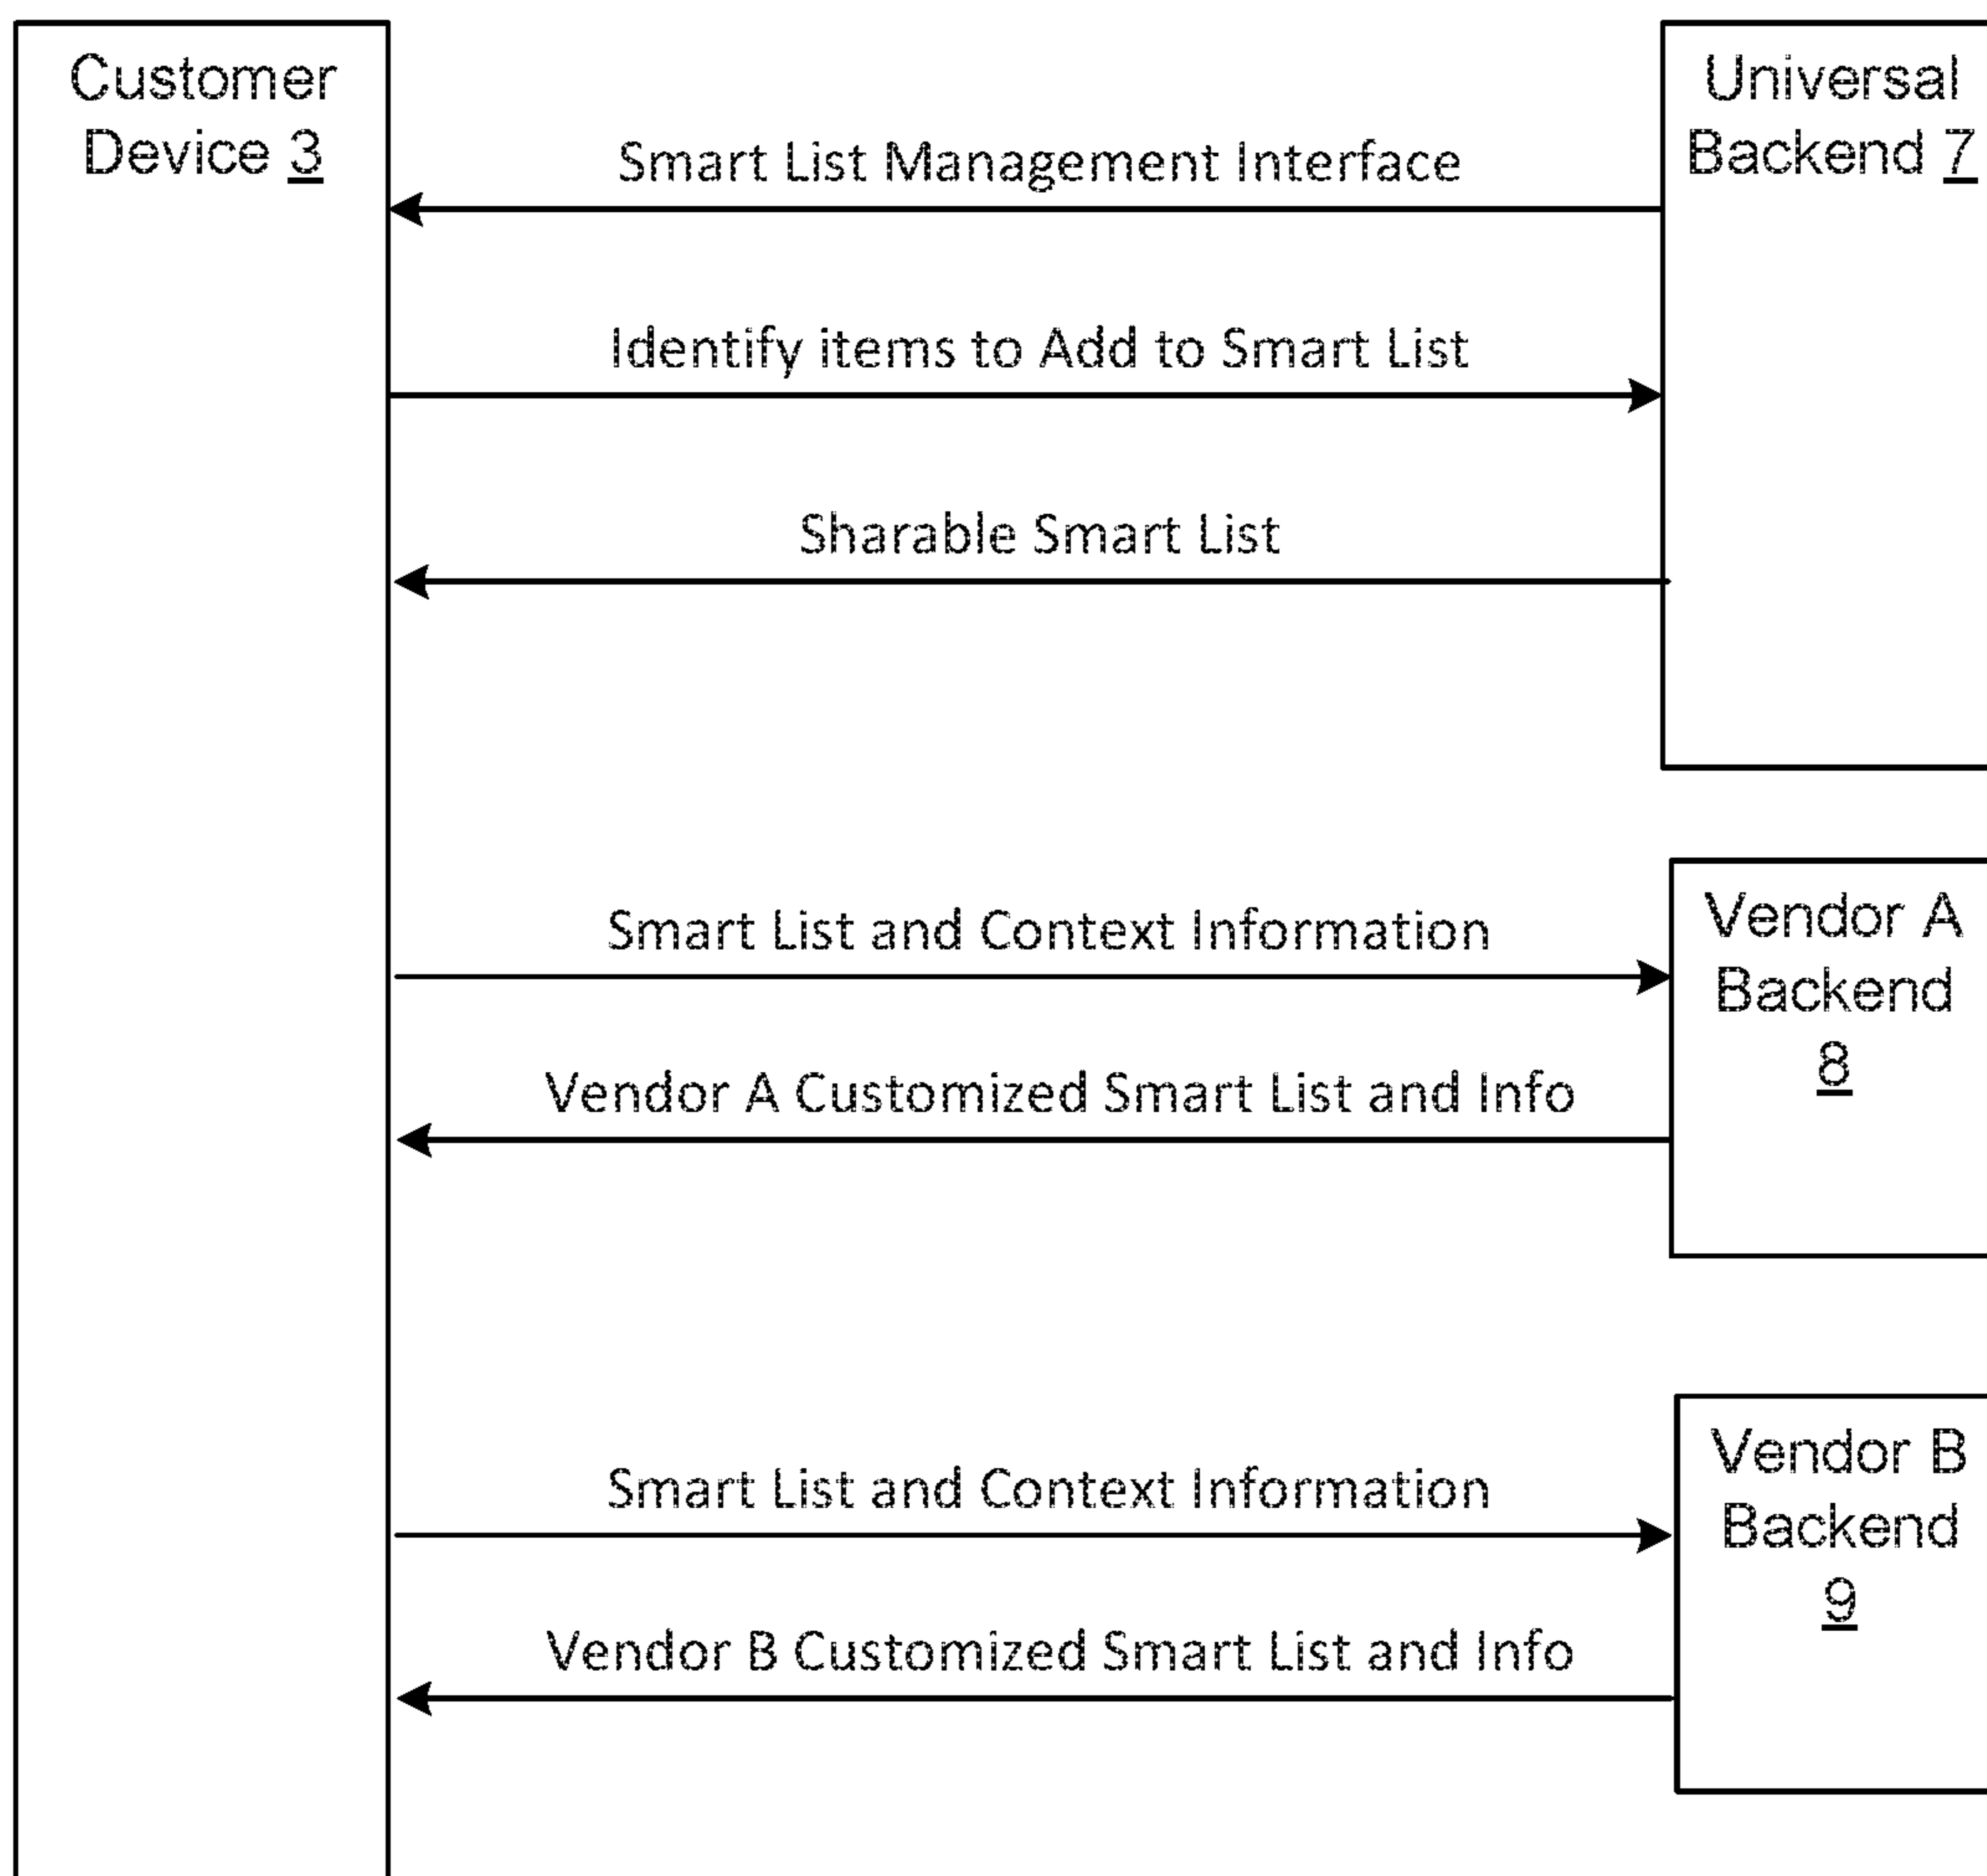 Customer
Device 3
Universal
Backend 7
Smart List Management Interface
Identify items to Add to Smart List
Sharable Smart List
Smart List and Context Information
Vendor A
Backend
8
Vendor A Customized Smart List and Info
Smart List and Context Information
Vendor B
Backend
9
Vendor B Customized Smart List and Info